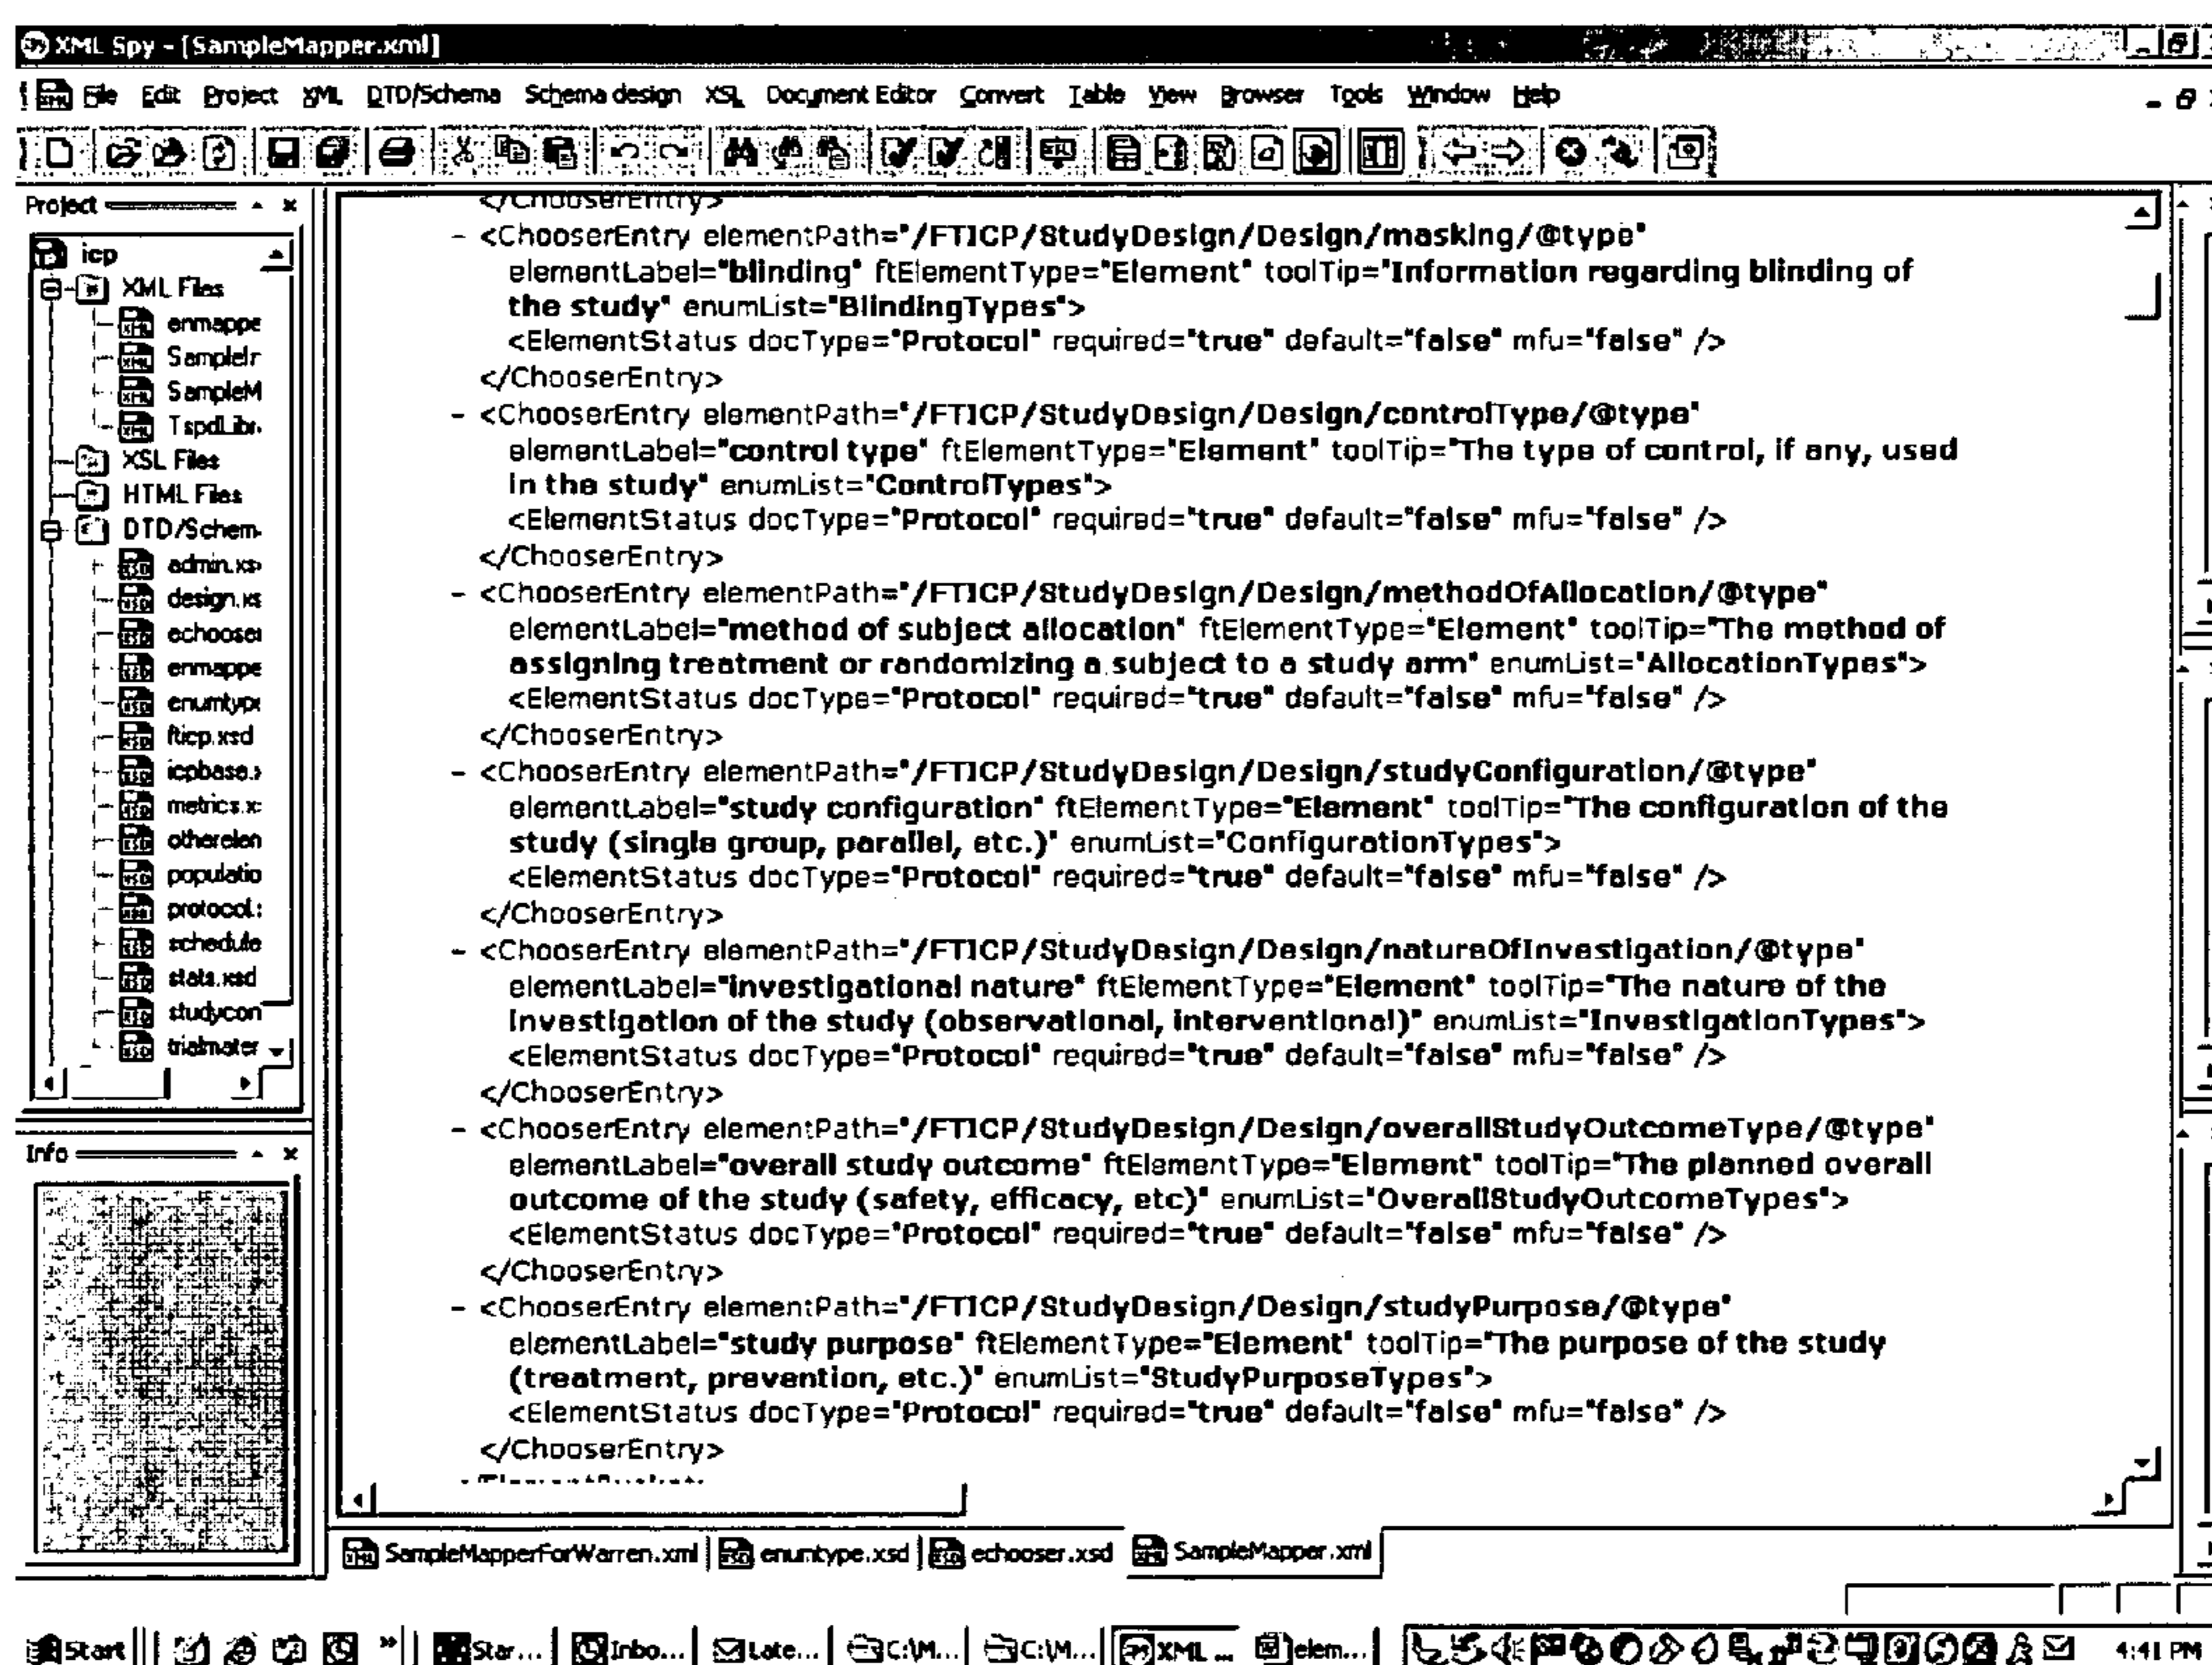 XML Spy - [SampleMapper.xml]
File Edit Project XML DTD/Schema Schema design XSL Document Editor Convert Table View Browser Tools Window Help
Project
icp
XML Files
enmappe
SampleIr
SampleM
TspdLibr.
XSL Files
HTML Files
DTD/Schem.
admin.xs
design.xs
echooser
enmappe
enumtype
fticp.xsd
icpbase.x
metrics.x
otherelen
populatio
protocol.
schedule
stats.xsd
studycon
trialmater
Info
</ChooserEntry>
- <ChooserEntry elementPath="/FTICP/StudyDesign/Design/masking/@type"
elementLabel="blinding" ftElementType="Element" toolTip="Information regarding blinding of
the study" enumList="BlindingTypes">
<ElementStatus docType="Protocol" required="true" default="false" mfu="false" />
</ChooserEntry>
- <ChooserEntry elementPath="/FTICP/StudyDesign/Design/controlType/@type"
elementLabel="control type" ftElementType="Element" toolTip="The type of control, if any, used
in the study" enumList="ControlTypes">
<ElementStatus docType="Protocol" required="true" default="false" mfu="false" />
</ChooserEntry>
- <ChooserEntry elementPath="/FTICP/StudyDesign/Design/methodOfAllocation/@type"
elementLabel="method of subject allocation" ftElementType="Element" toolTip="The method of
assigning treatment or randomizing a subject to a study arm" enumList="AllocationTypes">
<ElementStatus docType="Protocol" required="true" default="false" mfu="false" />
</ChooserEntry>
- <ChooserEntry elementPath="/FTICP/StudyDesign/Design/studyConfiguration/@type"
elementLabel="study configuration" ftElementType="Element" toolTip="The configuration of the
study (single group, parallel, etc.)" enumList="ConfigurationTypes">
<ElementStatus docType="Protocol" required="true" default="false" mfu="false" />
</ChooserEntry>
- <ChooserEntry elementPath="/FTICP/StudyDesign/Design/natureOfInvestigation/@type"
elementLabel="investigational nature" ftElementType="Element" toolTip="The nature of the
investigation of the study (observational, interventional)" enumList="InvestigationTypes">
<ElementStatus docType="Protocol" required="true" default="false" mfu="false" />
</ChooserEntry>
- <ChooserEntry elementPath="/FTICP/StudyDesign/Design/overallStudyOutcomeType/@type"
elementLabel="overall study outcome" ftElementType="Element" toolTip="The planned overall
outcome of the study (safety, efficacy, etc)" enumList="OverallStudyOutcomeTypes">
<ElementStatus docType="Protocol" required="true" default="false" mfu="false" />
</ChooserEntry>
- <ChooserEntry elementPath="/FTICP/StudyDesign/Design/studyPurpose/@type"
elementLabel="study purpose" ftElementType="Element" toolTip="The purpose of the study
(treatment, prevention, etc.)" enumList="StudyPurposeTypes">
<ElementStatus docType="Protocol" required="true" default="false" mfu="false" />
</ChooserEntry>
SampleMapperForWarren.xml enumtype.xsd echooser.xsd SampleMapper.xml
Start » Star... Inbo... Late... C:\M... C:\M... XML ... elem... 4:41 PM